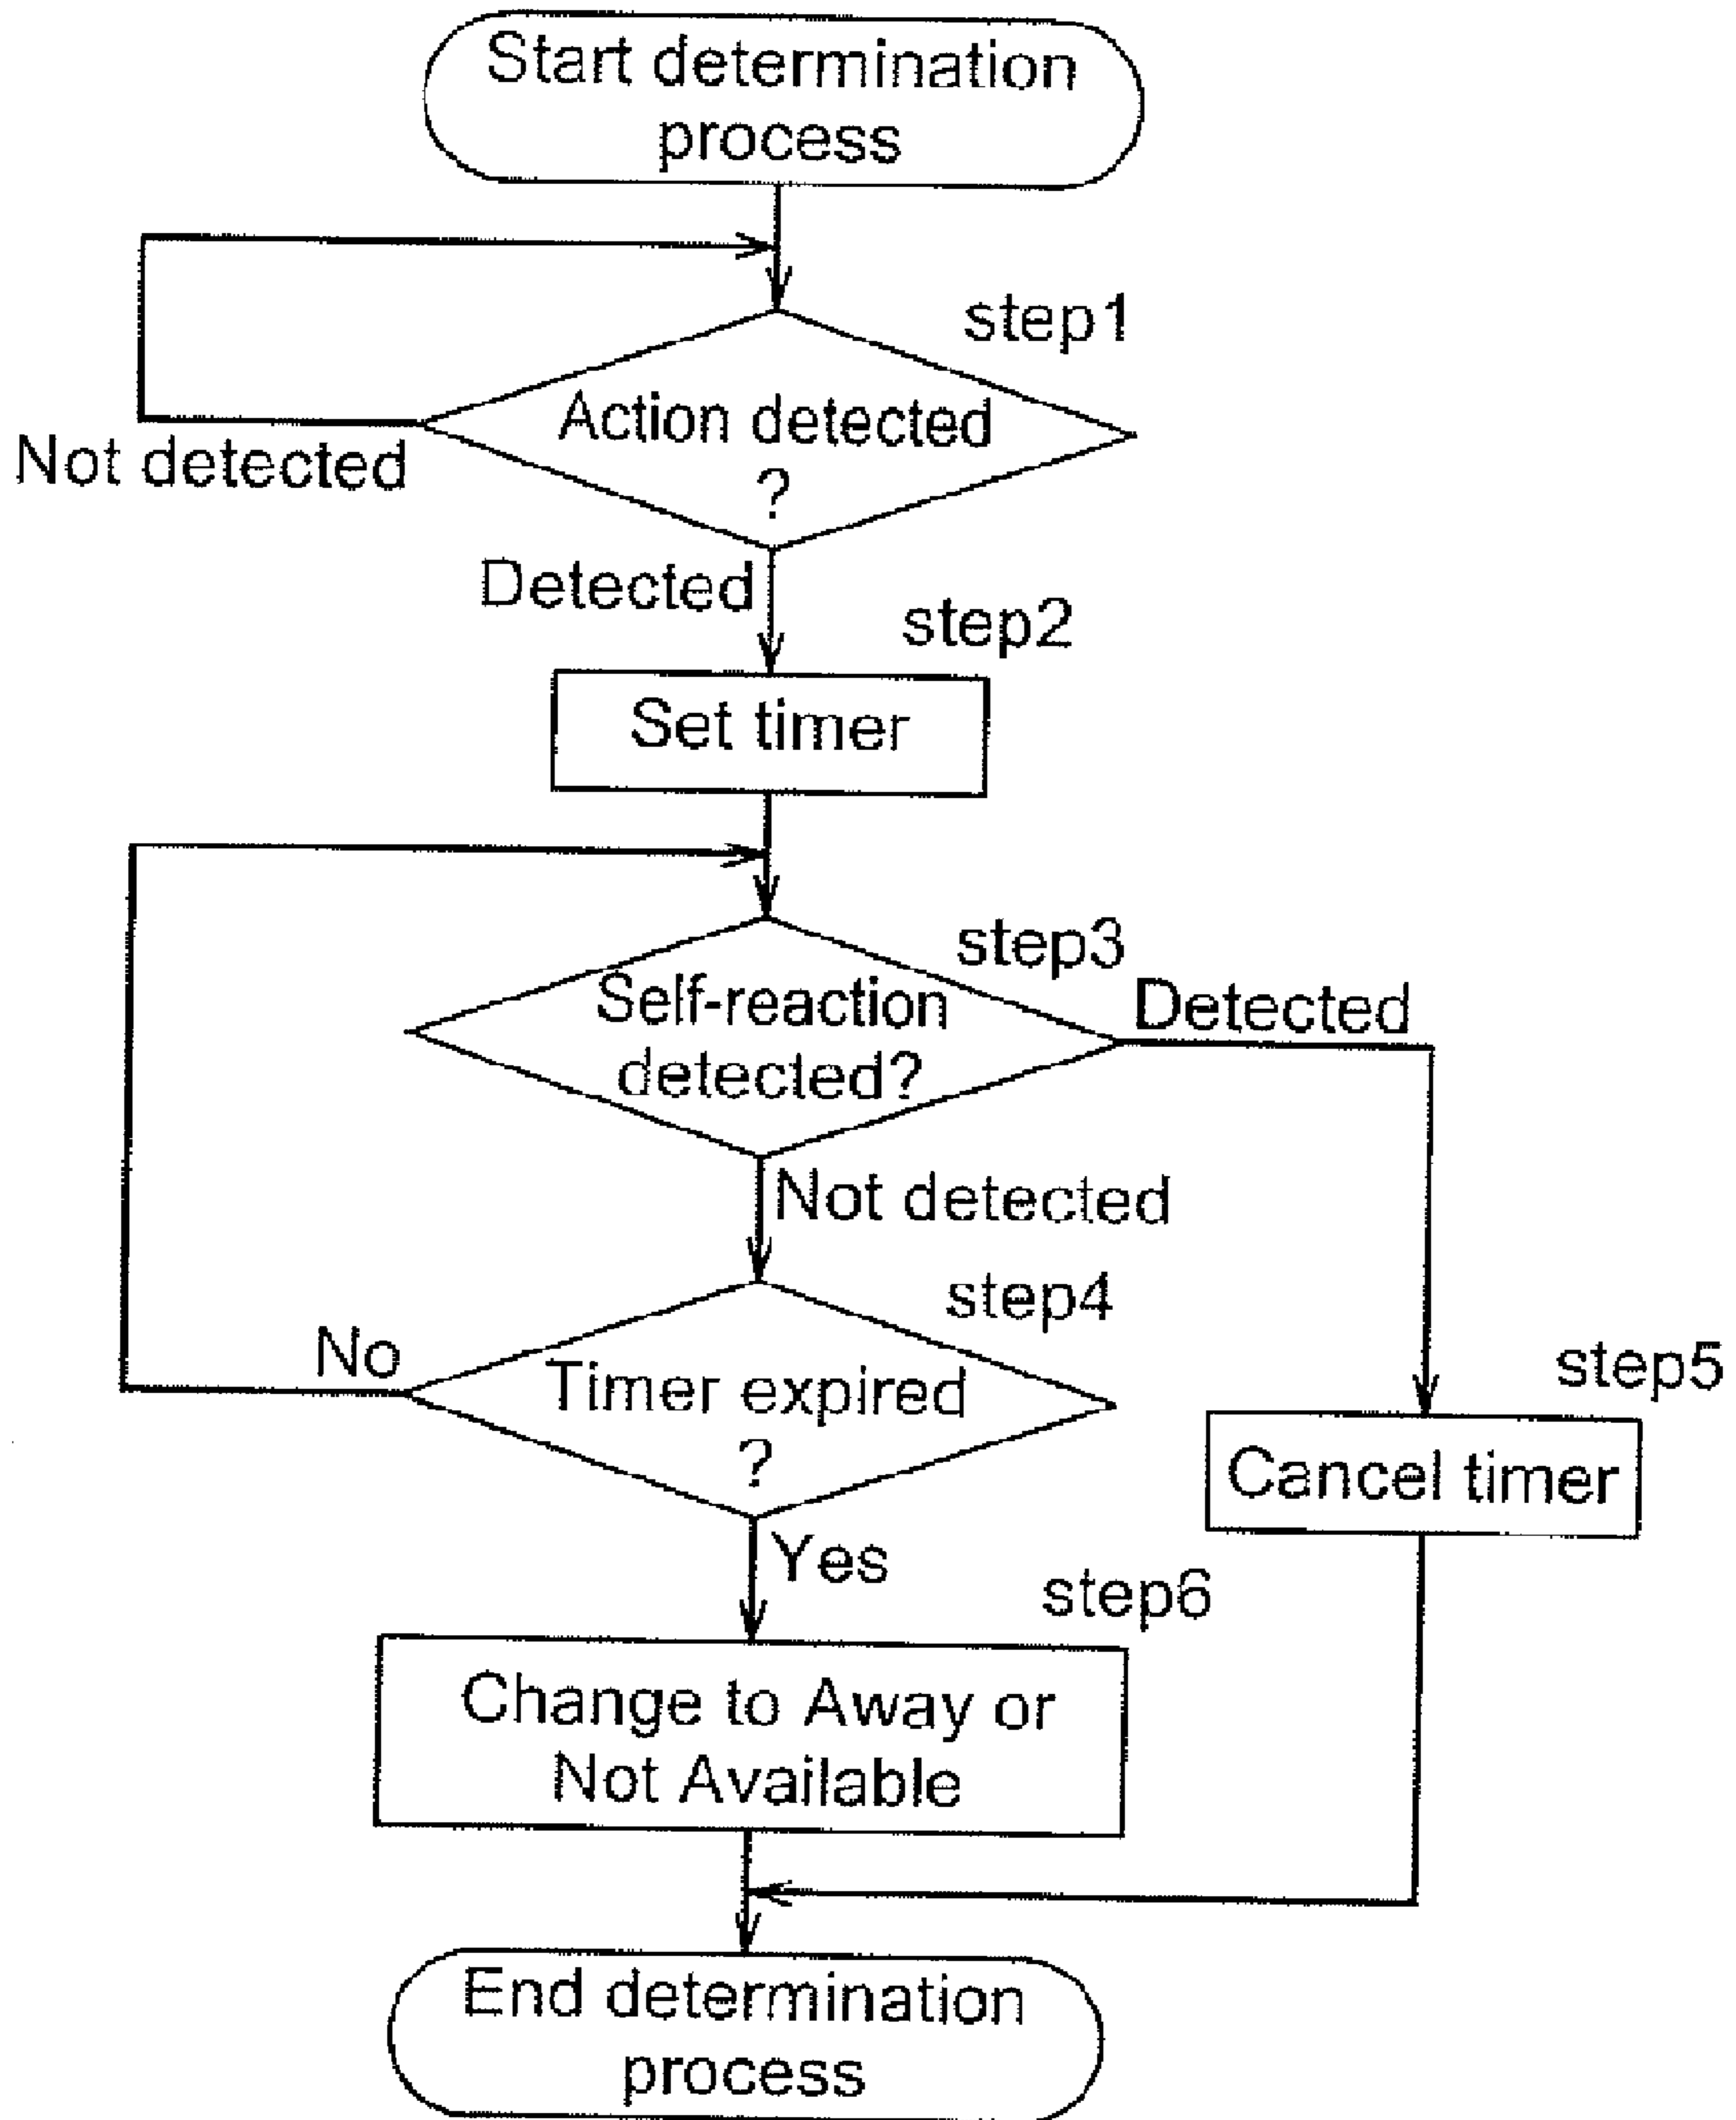 Start determination
process
step1
Action detected
?
Not detected
Detected
step2
Set timer
step3
Self-reaction
detected?
Detected
Not detected
step4
No
Timer expired
?
step5
Cancel timer
Yes
step6
Change to Away or
Not Available
End determination
process